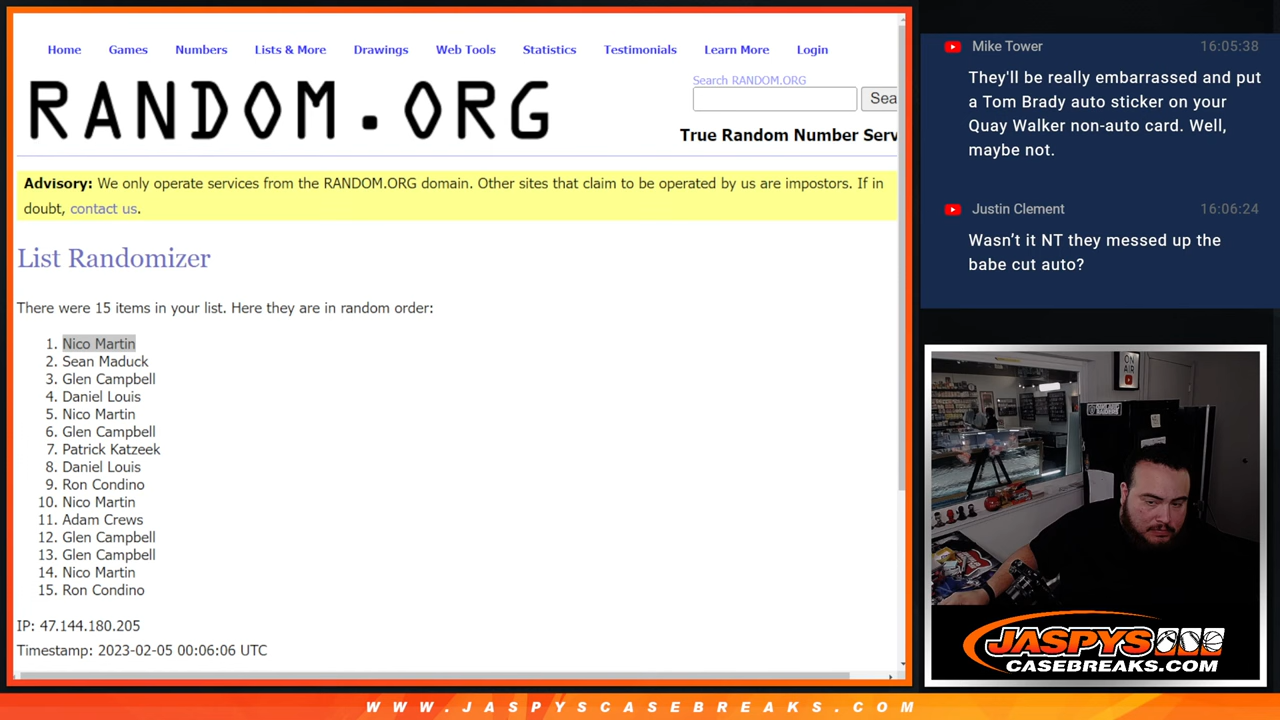 Home Games Numbers Lists & More Drawings Web Tools Statistics Testimonials Learn More Login
RANDOM.ORG
Search RANDOM.ORG
Sea
True Random Number Serv
Advisory: We only operate services from the RANDOM.ORG domain. Other sites that claim to be operated by us are impostors. If in
doubt, contact us.
List Randomizer
There were 15 items in your list. Here they are in random order:
1. Nico Martin
2. Sean Maduck
3. Glen Campbell
4. Daniel Louis
5. Nico Martin
6. Glen Campbell
7. Patrick Katzeek
8. Daniel Louis
9. Ron Condino
10. Nico Martin
11. Adam Crews
12. Glen Campbell
13. Glen Campbell
14. Nico Martin
15. Ron Condino
IP: 47.144.180.205
Timestamp: 2023-02-05 00:06:06 UTC
Mike Tower 16:05:38
They'll be really embarrassed and put
a Tom Brady auto sticker on your
Quay Walker non-auto card. Well,
maybe not.
Justin Clement 16:06:24
Wasn't it NT they messed up the
babe cut auto?
ON
AIR
JASPYS
CASEBREAKS.COM
WWW.JASPYSCASEBREAKS.COM